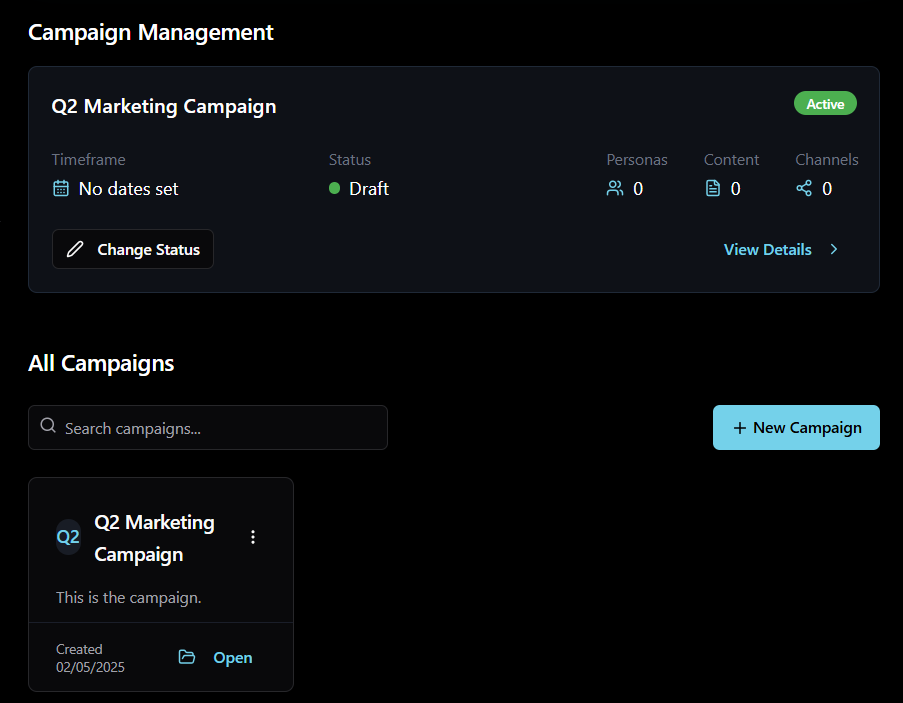 Campaign Management
Q2 Marketing Campaign
Active
Timeframe
Status
Personas
Content
Channels
No dates set
Draft
0
0
0
Change Status
View Details
All Campaigns
Search campaigns...
+ New Campaign
Q2
Q2 Marketing
Campaign
This is the campaign.
Created
02/05/2025
Open